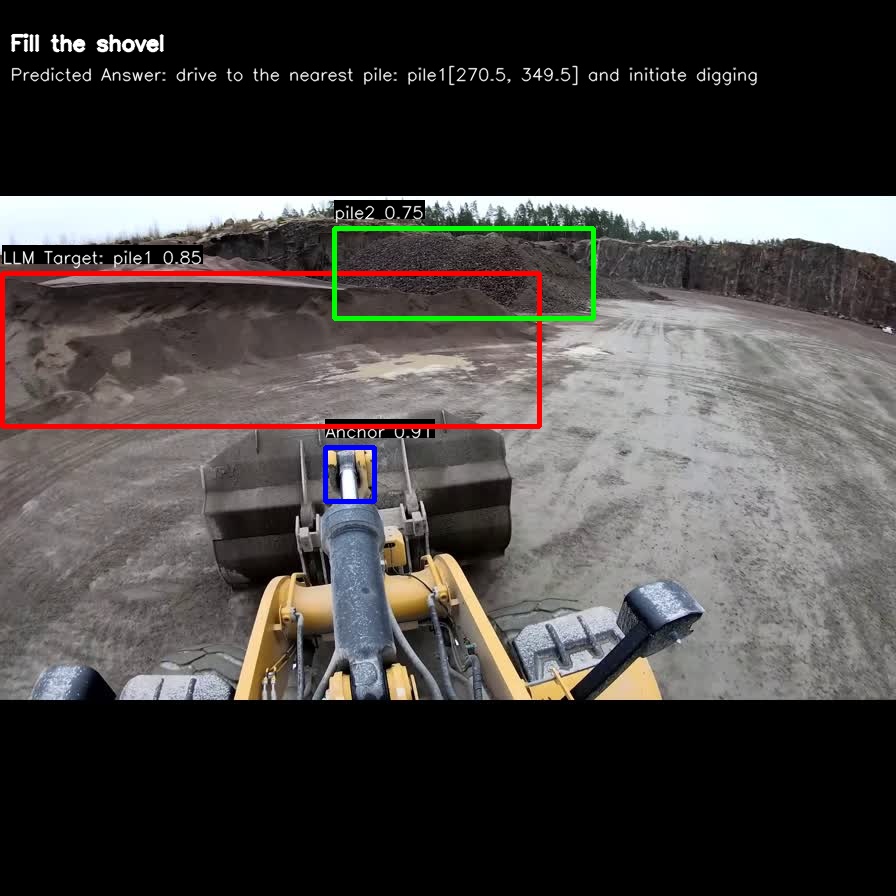 Fill the shovel
Predicted Answer: drive to the nearest pile: pile1[270.5, 349.5] and initiate digging
pile2 0.75
LLM Target: pile1 0.85
Anchor 0.91